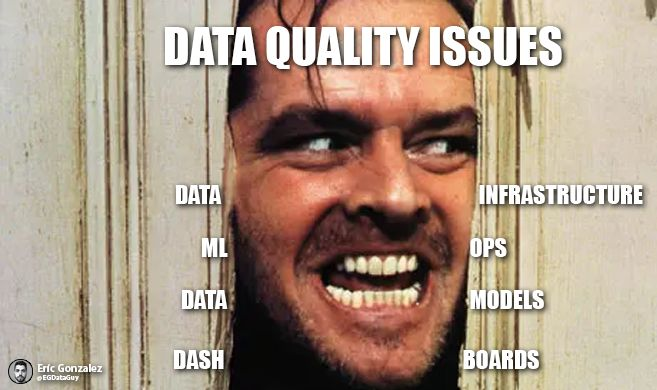 DATA QUALITY ISSUES
DATA INFRASTRUCTURE
ML OPS
DATA MODELS
DASH BOARDS
Eric Gonzalez
@EGDataGuy